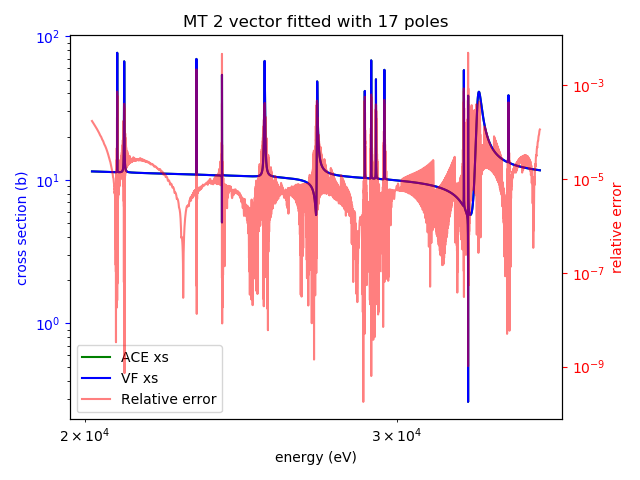 MT 2 vector fitted with 17 poles
10²
10¹
10⁰
cross section (b)
10⁻³
10⁻⁵
10⁻⁷
10⁻⁹
relative error
ACE xs
VF xs
Relative error
2 × 10⁴
3 × 10⁴
energy (eV)